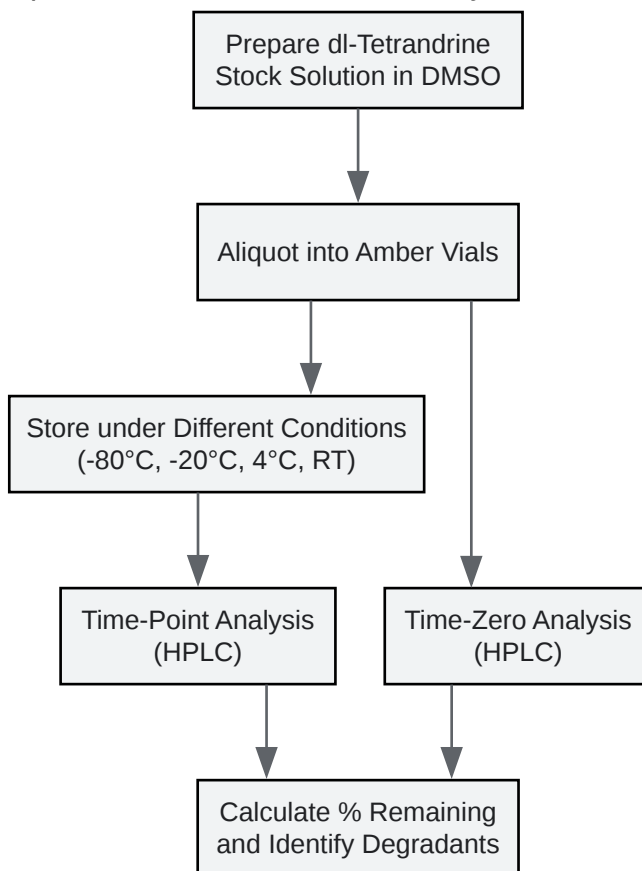 Prepare dl-Tetrandrine
Stock Solution in DMSO
Aliquot into Amber Vials
Store under Different Conditions
(-80°C, -20°C, 4°C, RT)
Time-Point Analysis
(HPLC)
Time-Zero Analysis
(HPLC)
Calculate % Remaining
and Identify Degradants